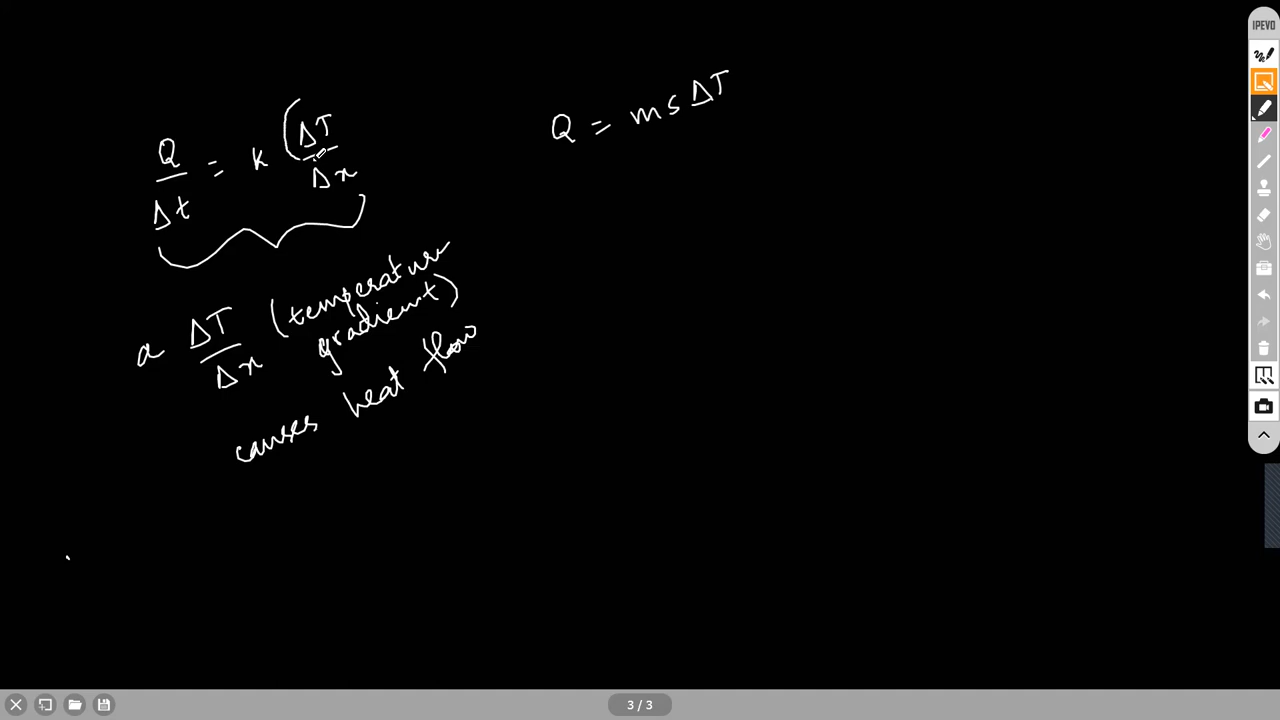 IPEVO
Q = m s ΔT
Q/Δt = k (ΔT/Δx
a ΔT/Δx (temperature
gradient)
causes heat flow
3 / 3